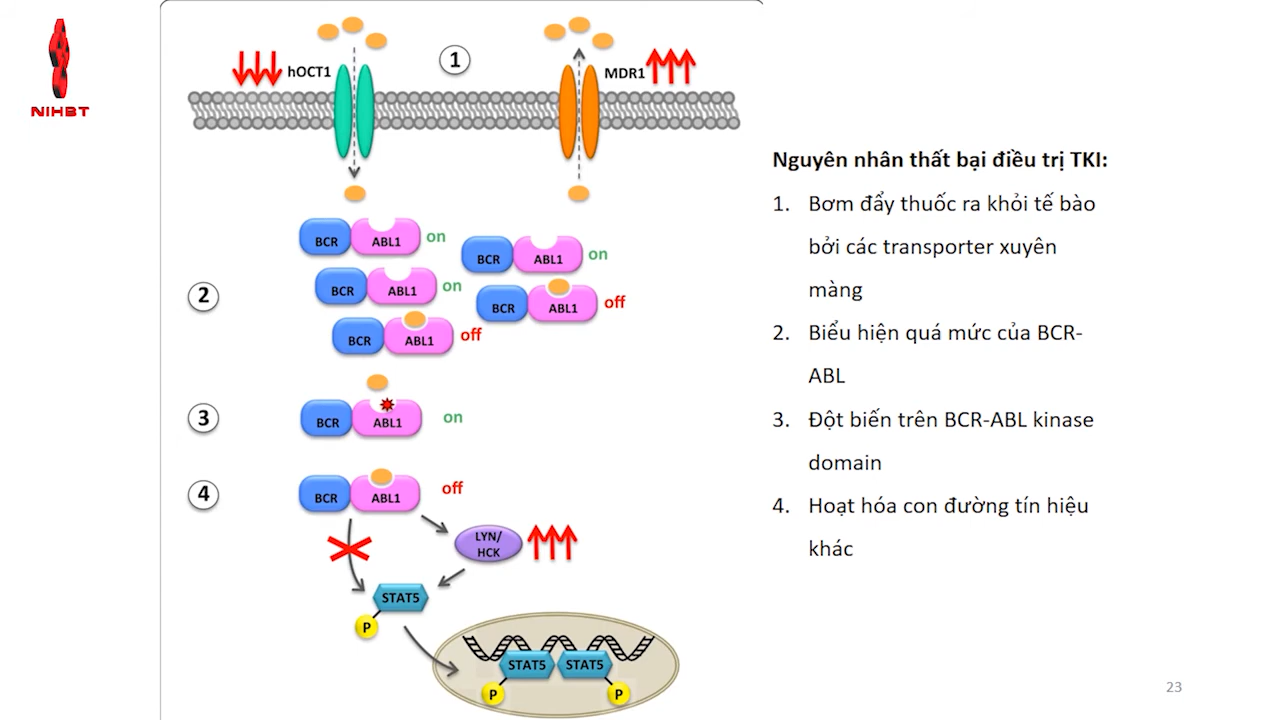 NIHBT
1
hOCT1
MDR1
BCR ABL1 on
BCR ABL1 on
2
BCR ABL1 on
BCR ABL1 off
BCR ABL1 off
3
BCR ABL1 on
4
BCR ABL1 off
LYN/
HCK
STAT5
P
STAT5 STAT5
P P
Nguyên nhân thất bại điều trị TKI:
1. Bơm đẩy thuốc ra khỏi tế bào
bởi các transporter xuyên
màng
2. Biểu hiện quá mức của BCR-
ABL
3. Đột biến trên BCR-ABL kinase
domain
4. Hoạt hóa con đường tín hiệu
khác
23